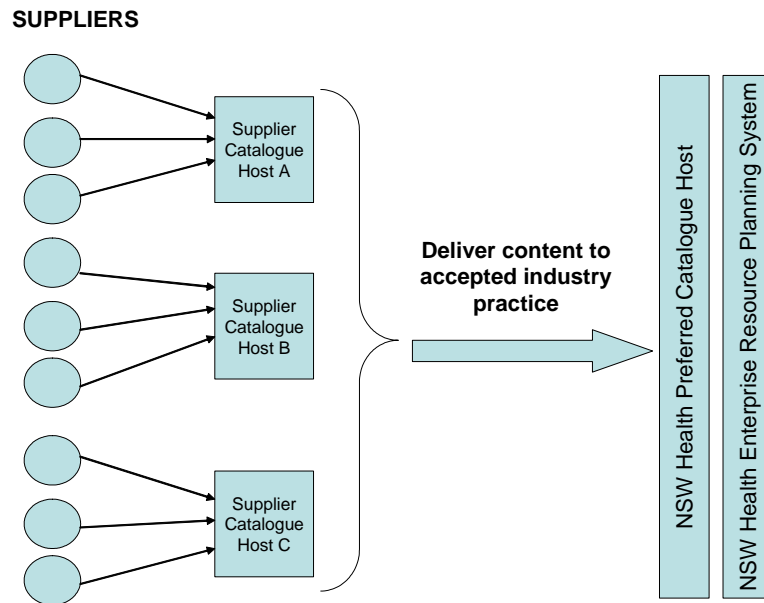 SUPPLIERS
Supplier
Catalogue
Host A
Supplier
Catalogue
Host B
Supplier
Catalogue
Host C
Deliver content to
accepted industry
practice
NSW Health Preferred Catalogue Host
NSW Health Enterprise Resource Planning System